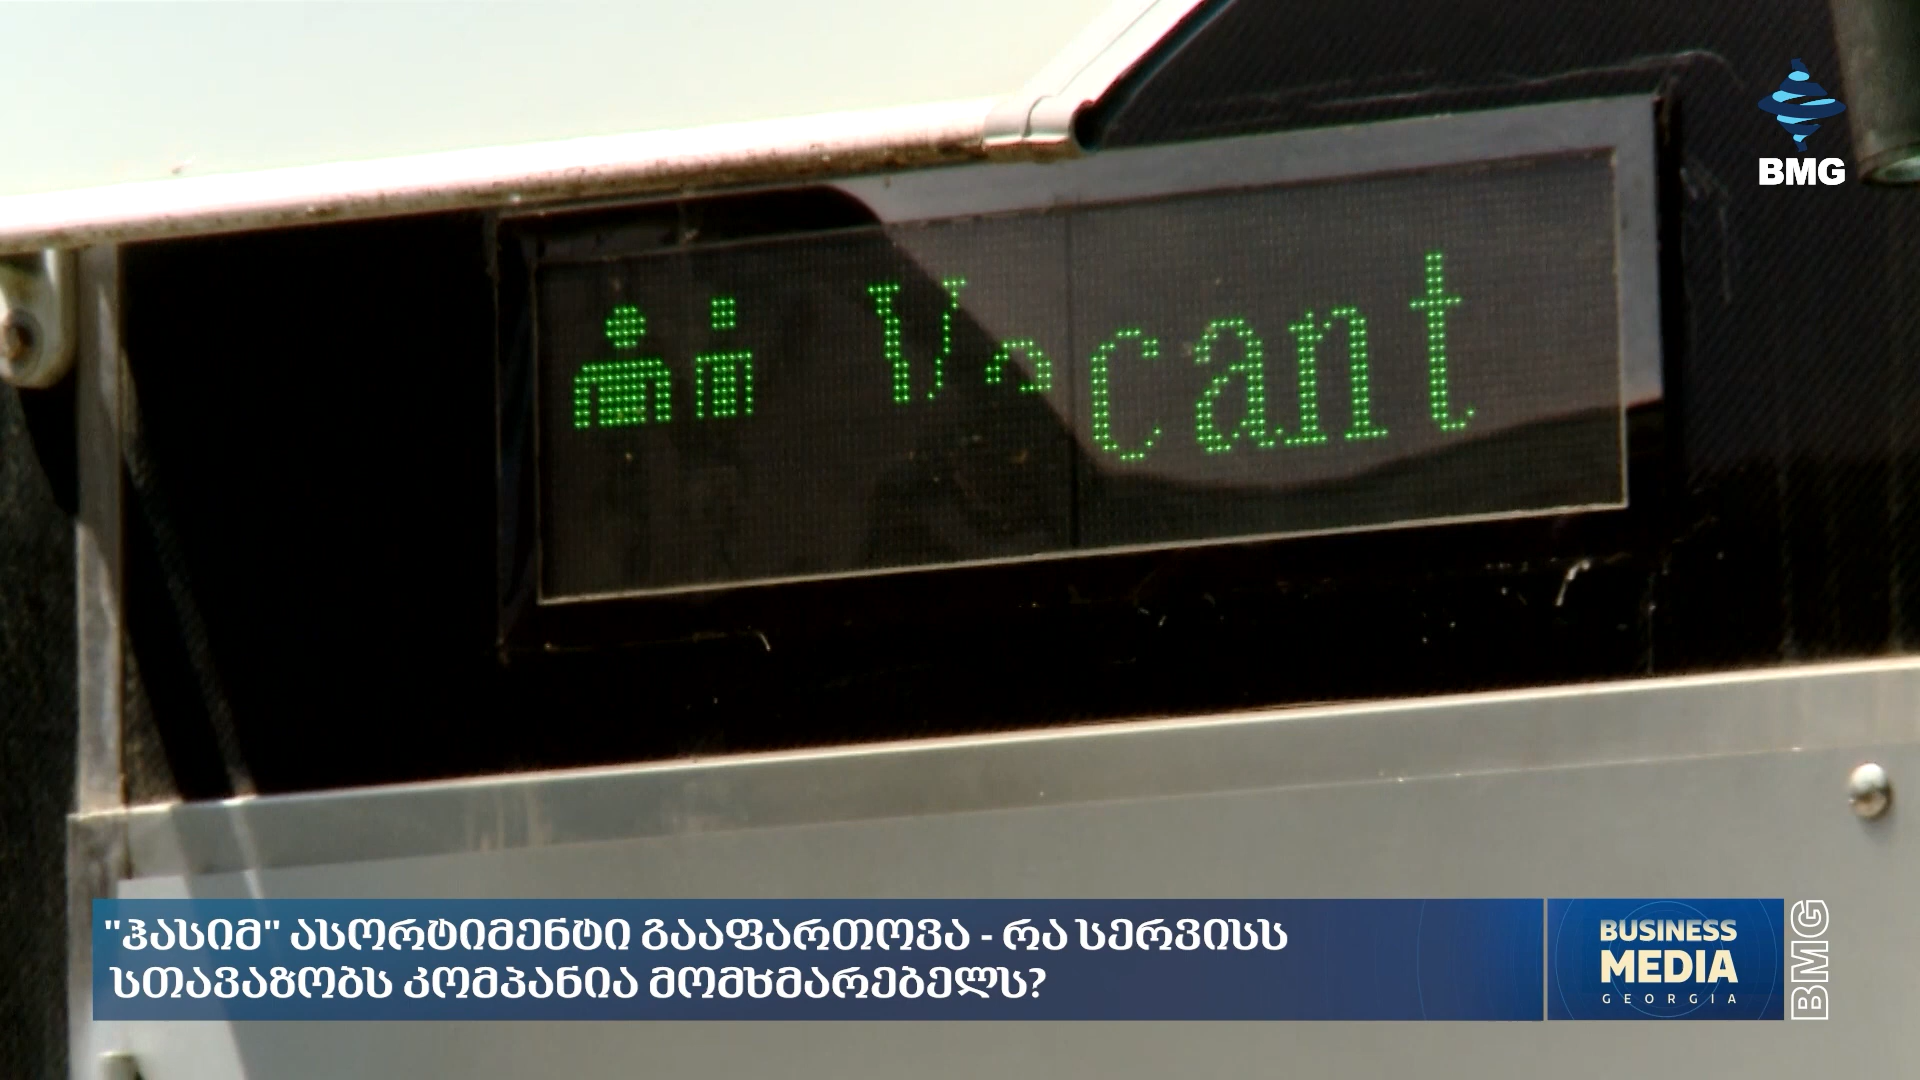 BMG
Vacant
"ჰასიმ" ასორტიმენტი გააფართოვა - რა სერვისს
სთავაზობს კომპანია მომხმარებელს?
BUSINESS
MEDIA
GEORGIA
BMG